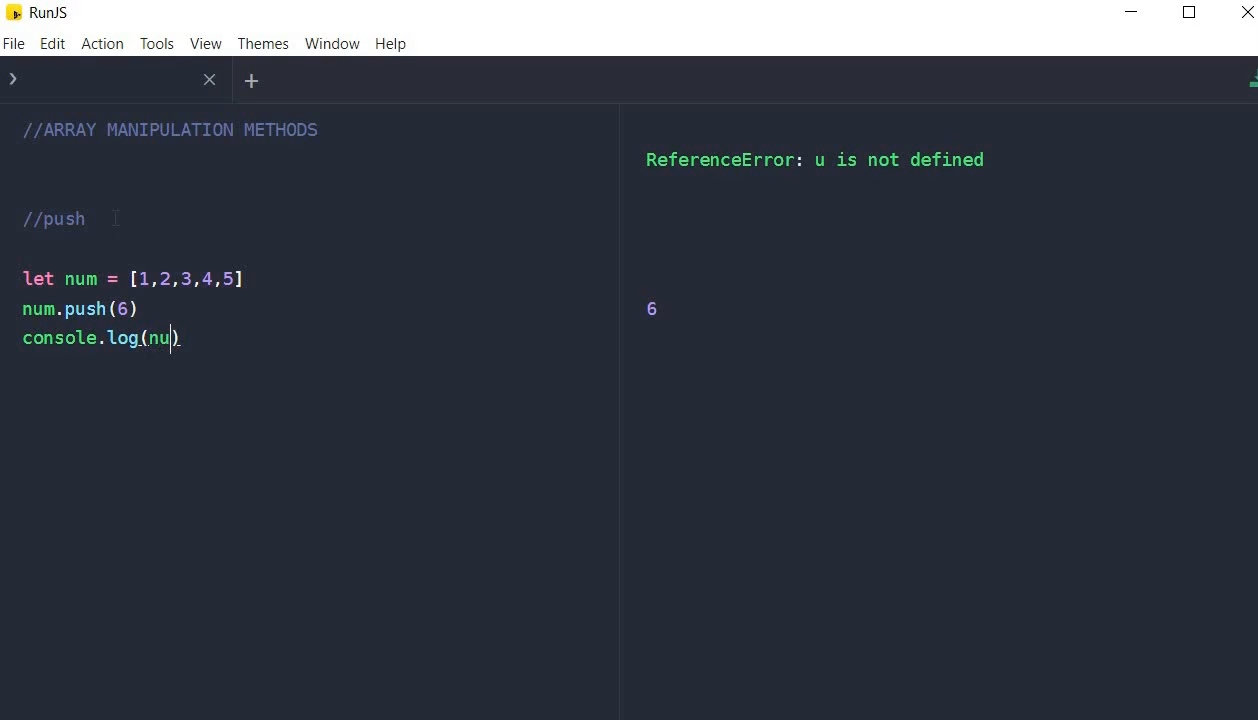 RunJS
File Edit Action Tools View Themes Window Help
//ARRAY MANIPULATION METHODS
ReferenceError: u is not defined
//push
let num = [1,2,3,4,5]
num.push(6)
6
console.log(nu)